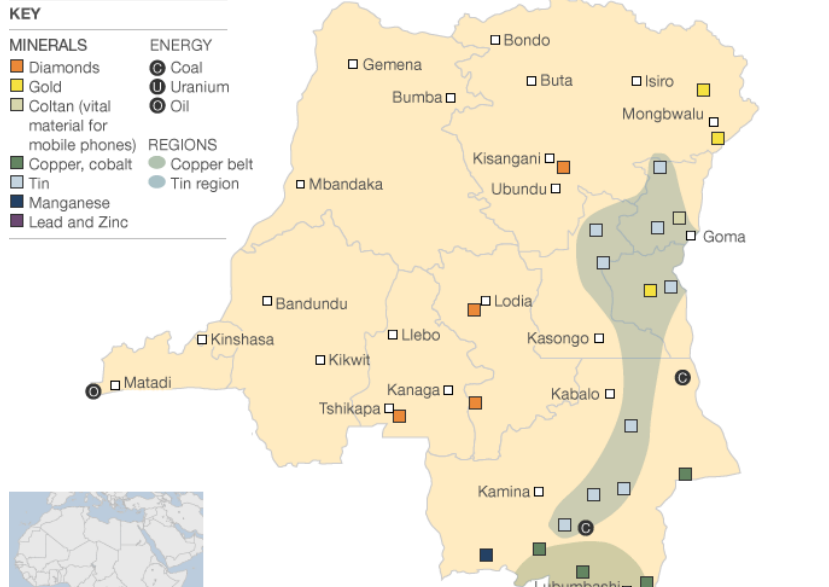 KEY
MINERALS
Diamonds
Gold
Coltan (vital
material for
mobile phones)
Copper, cobalt
Tin
Manganese
Lead and Zinc
ENERGY
C Coal
U Uranium
O Oil
REGIONS
Copper belt
Tin region
Bondo
Gemena
Buta
Isiro
Bumba
Mongbwalu
Kisangani
Mbandaka
Ubundu
Goma
Bandundu
Lodia
Kinshasa
Llebo
Kasongo
Kikwit
Matadi
O
C
Kanaga
Kabalo
Tshikapa
Kamina
C
Lubumbashi